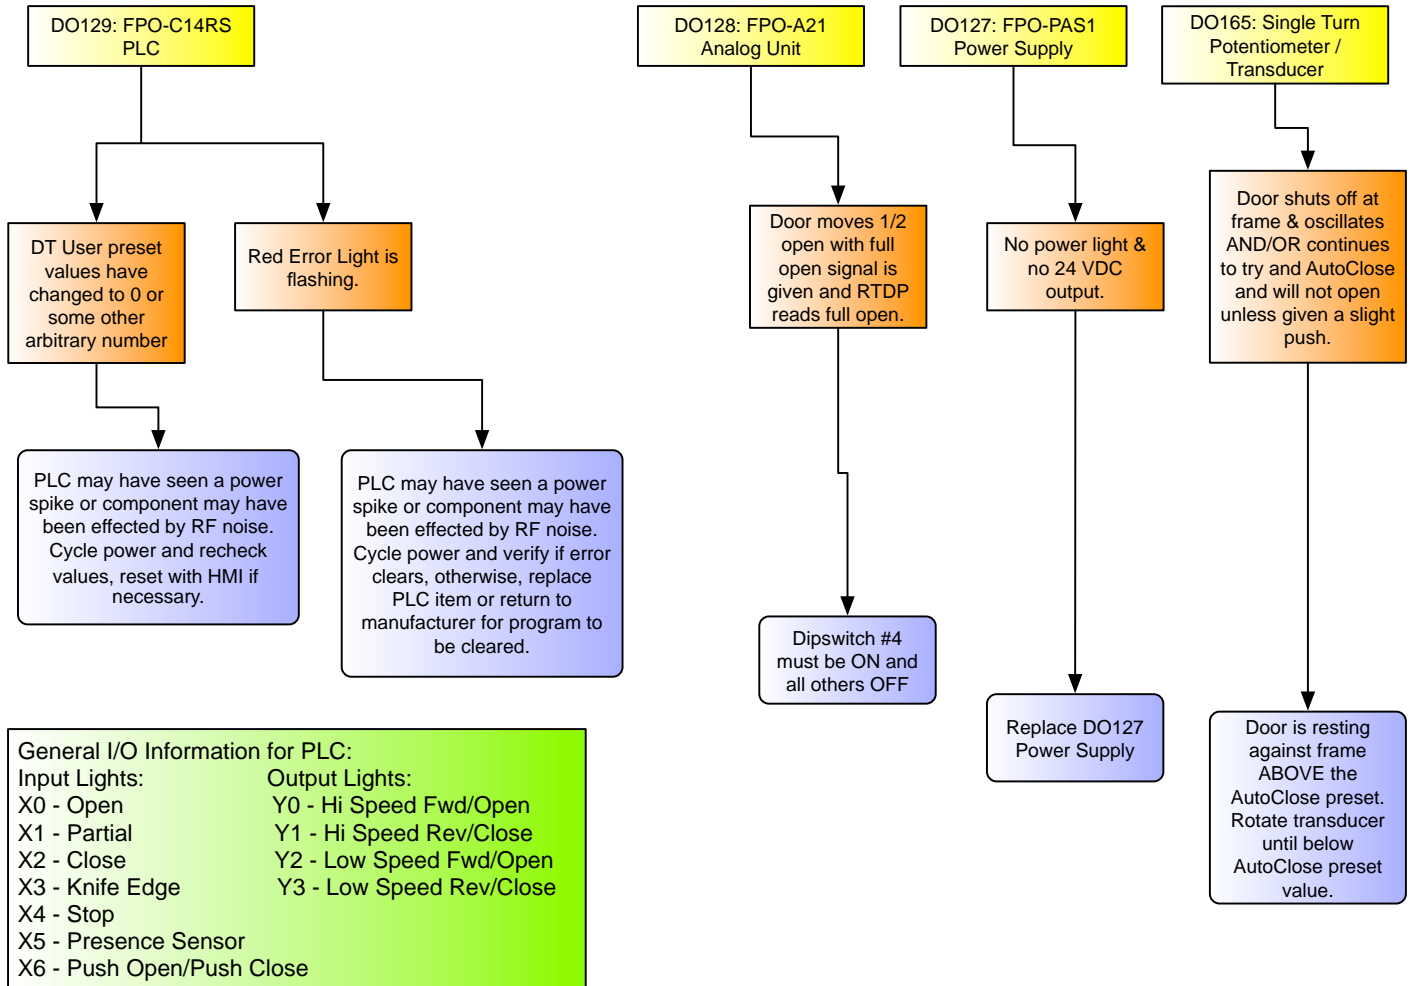 DO129: FPO-C14RS
PLC
DO128: FPO-A21
Analog Unit
DO127: FPO-PAS1
Power Supply
DO165: Single Turn
Potentiometer /
Transducer
DT User preset
values have
changed to 0 or
some other
arbitrary number
Red Error Light is
flashing.
Door moves 1/2
open with full
open signal is
given and RTDP
reads full open.
No power light &
no 24 VDC
output.
Door shuts off at
frame & oscillates
AND/OR continues
to try and AutoClose
and will not open
unless given a slight
push.
PLC may have seen a power
spike or component may have
been effected by RF noise.
Cycle power and recheck
values, reset with HMI if
necessary.
PLC may have seen a power
spike or component may have
been effected by RF noise.
Cycle power and verify if error
clears, otherwise, replace
PLC item or return to
manufacturer for program to
be cleared.
Dipswitch #4
must be ON and
all others OFF
Replace DO127
Power Supply
Door is resting
against frame
ABOVE the
AutoClose preset.
Rotate transducer
until below
AutoClose preset
value.
General I/O Information for PLC:
Input Lights: Output Lights:
X0 - Open Y0 - Hi Speed Fwd/Open
X1 - Partial Y1 - Hi Speed Rev/Close
X2 - Close Y2 - Low Speed Fwd/Open
X3 - Knife Edge Y3 - Low Speed Rev/Close
X4 - Stop
X5 - Presence Sensor
X6 - Push Open/Push Close